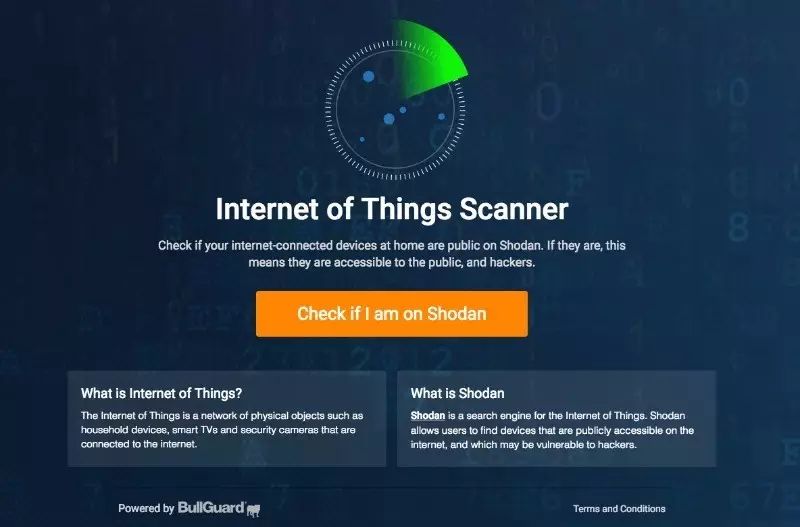 Internet of Things Scanner
Check if your internet-connected devices at home are public on Shodan. If they are, this
means they are accessible to the public, and hackers.
Check if I am on Shodan
What is Internet of Things?
The Internet of Things is a network of physical objects such as
household devices, smart TVs and security cameras that are
connected to the internet.
What is Shodan
Shodan is a search engine for the Internet of Things. Shodan
allows users to find devices that are publicly accessible on the
internet, and which may be vulnerable to hackers.
Powered by BullGuard
Terms and Conditions